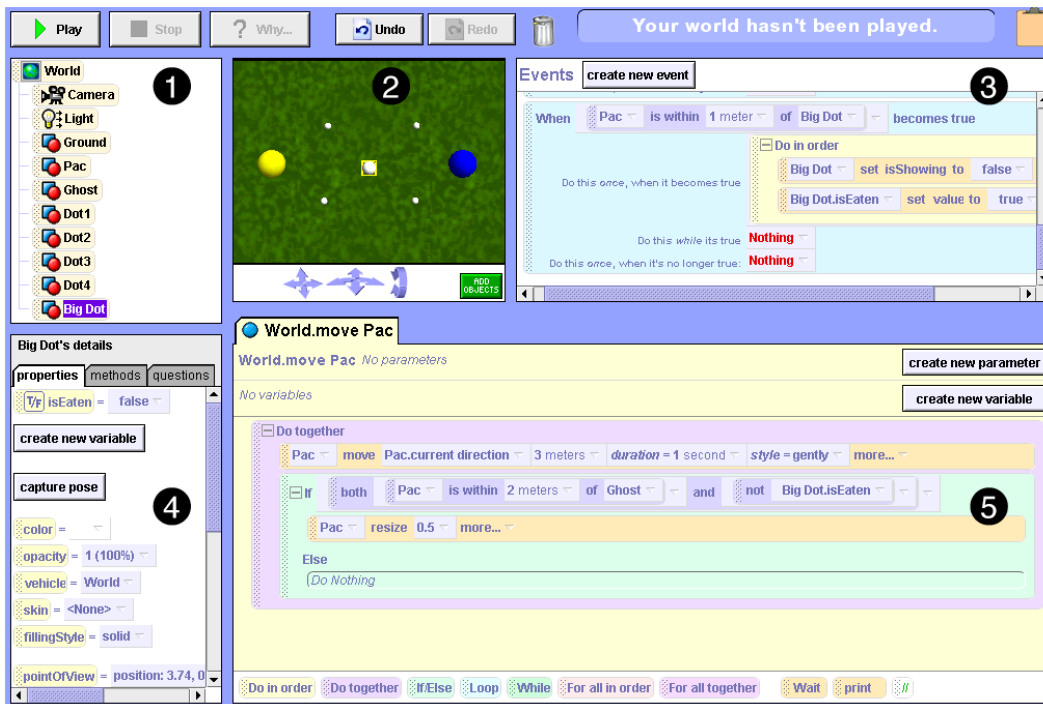 Play
Stop
? Why...
Undo
Redo
Your world hasn't been played.
World
Camera
Light
Ground
Pac
Ghost
Dot1
Dot2
Dot3
Dot4
Big Dot
1
2
ADD
OBJECTS
Events create new event
3
When Pac is within 1 meter of Big Dot becomes true
Do in order
Big Dot set isShowing to false
Do this once, when it becomes true
Big Dot.isEaten set value to true
Do this while its true Nothing
Do this once, when it's no longer true: Nothing
Big Dot's details
properties methods questions
T/F isEaten = false
create new variable
capture pose
4
color =
opacity = 1 (100%)
vehicle = World
skin = <None>
fillingStyle = solid
pointOfView = position: 3.74, 0
World.move Pac
World.move Pac No parameters
create new parameter
No variables
create new variable
Do together
Pac move Pac.current direction 3 meters duration = 1 second style = gently more...
If both Pac is within 2 meters of Ghost and not Big Dot.isEaten
5
Pac resize 0.5 more...
Else
(Do Nothing
Do in order Do together If/Else Loop While For all in order For all together Wait print //